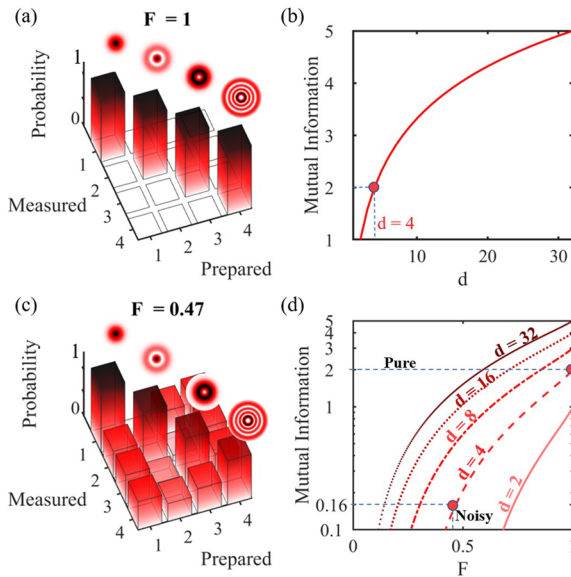 (a)
F = 1
Probability
1
0
1
2
3
4
Measured
1
2
3
4
Prepared
(b)
Mutual Information
5
4
3
2
1
d = 4
10
20
30
d
(c)
F = 0.47
Probability
1
0
1
2
3
4
Measured
1
2
3
4
Prepared
(d)
Mutual Information
5
4
3
2
1
0.16
0.1
Pure
d = 32
d = 16
d = 8
d = 4
d = 2
Noisy
0
0.5
1
F